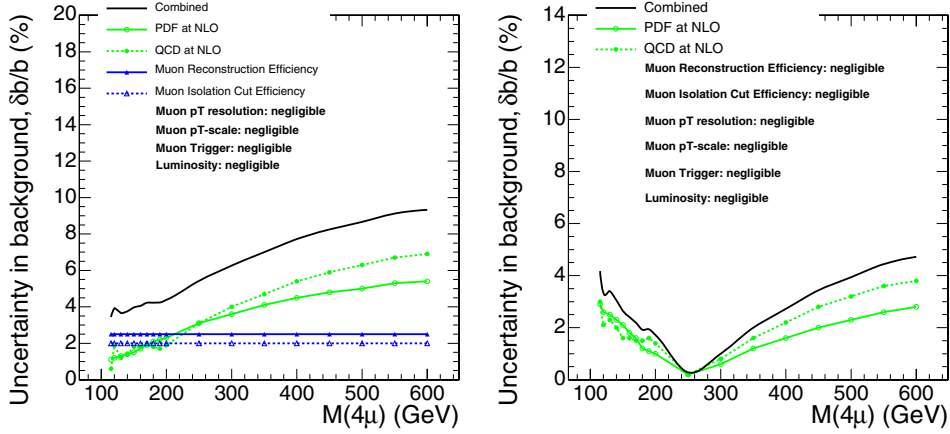 Uncertainty in background, δb/b (%)
20
18
16
14
12
10
8
6
4
2
0
Combined
PDF at NLO
QCD at NLO
Muon Reconstruction Efficiency
Muon Isolation Cut Efficiency
Muon pT resolution: negligible
Muon pT-scale: negligible
Muon Trigger: negligible
Luminosity: negligible
100 200 300 400 500 600
M(4μ) (GeV)
Uncertainty in background, δb/b (%)
14
12
10
8
6
4
2
0
Combined
PDF at NLO
QCD at NLO
Muon Reconstruction Efficiency: negligible
Muon Isolation Cut Efficiency: negligible
Muon pT resolution: negligible
Muon pT-scale: negligible
Muon Trigger: negligible
Luminosity: negligible
100 200 300 400 500 600
M(4μ) (GeV)